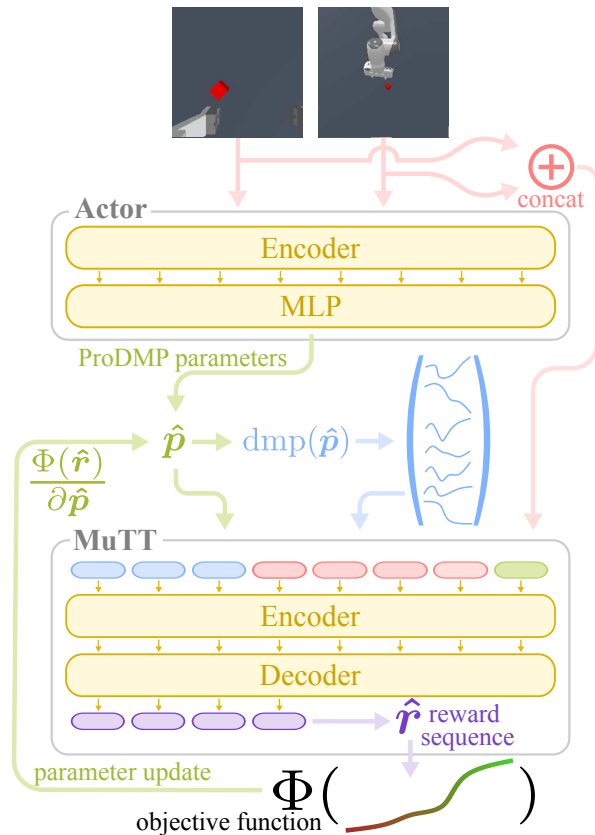 concat
Actor
Encoder
MLP
ProDMP parameters
p̂
dmp(p̂)
Φ(r̂)
∂p̂
MuTT
Encoder
Decoder
r̂ reward
sequence
parameter update
Φ( )
objective function